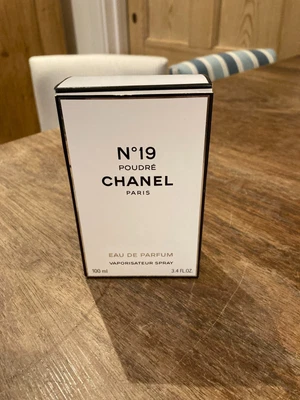 N°19
POUDRÉ
CHANEL
PARIS
EAU DE PARFUM
VAPORISATEUR SPRAY
100 ml 3.4 FL.OZ.